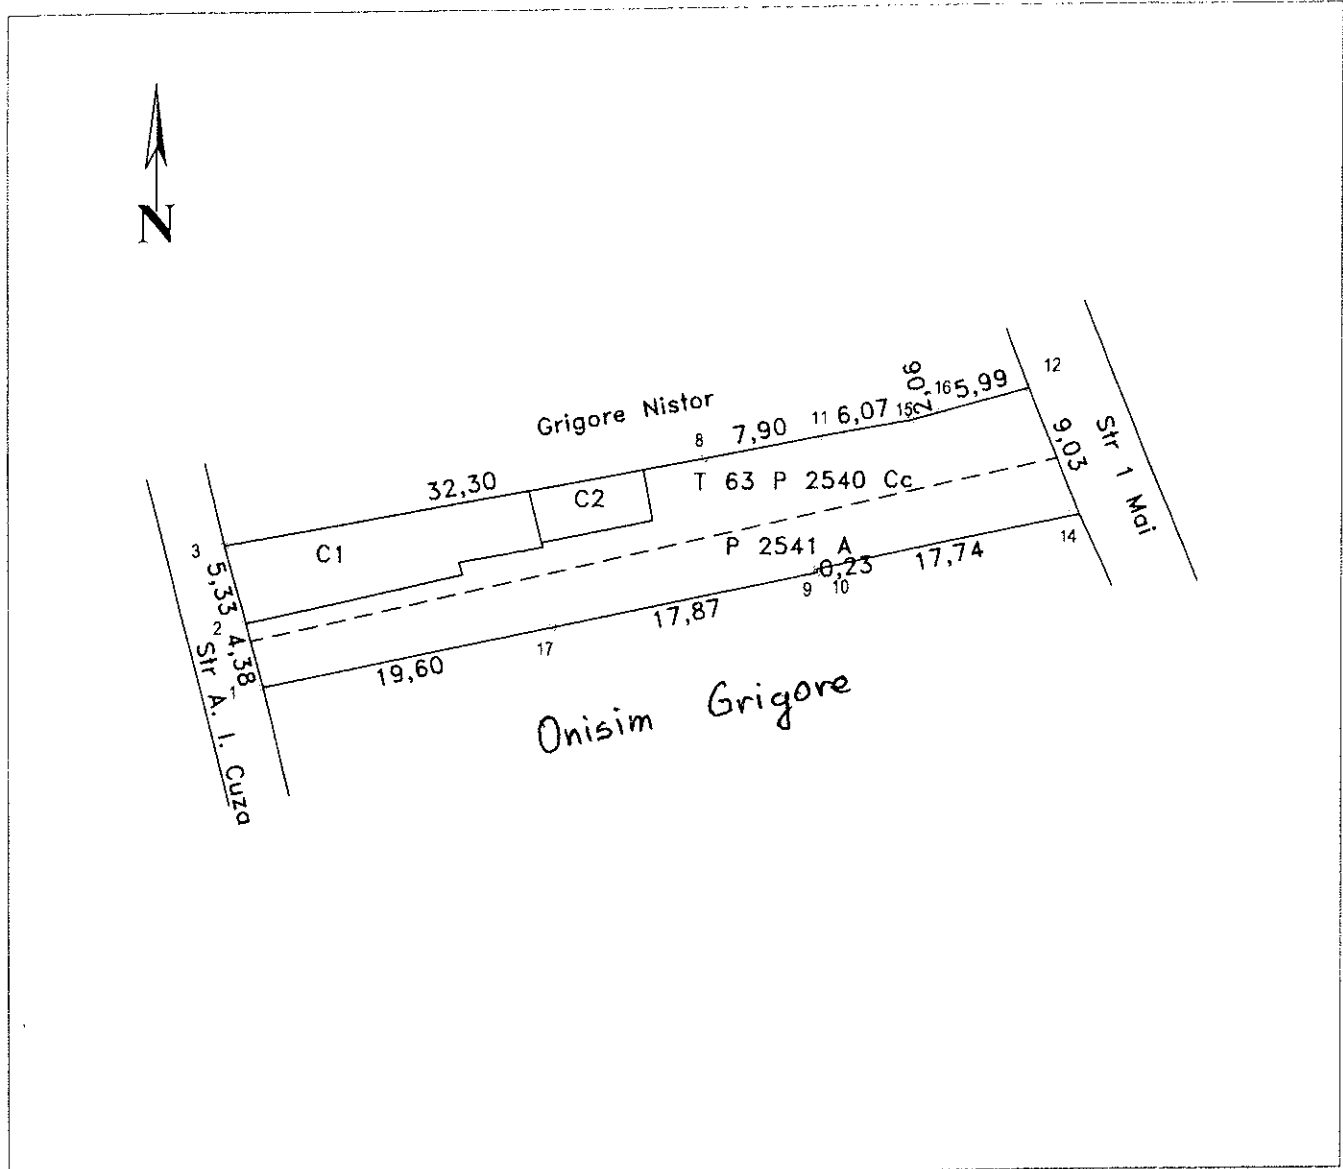 N
Grigore Nistor
12
16 5,99
2,06
15
11 6,07
8 7,90
32,30
9,03
Str 1 Mai
T 63 P 2540 Cc
C2
C1
3
5,33
P 2541 A
0,23
17,74
14
9
10
2
4,38
17,87
17
19,60
1
Str A. I. Cuza
Onisim Grigore